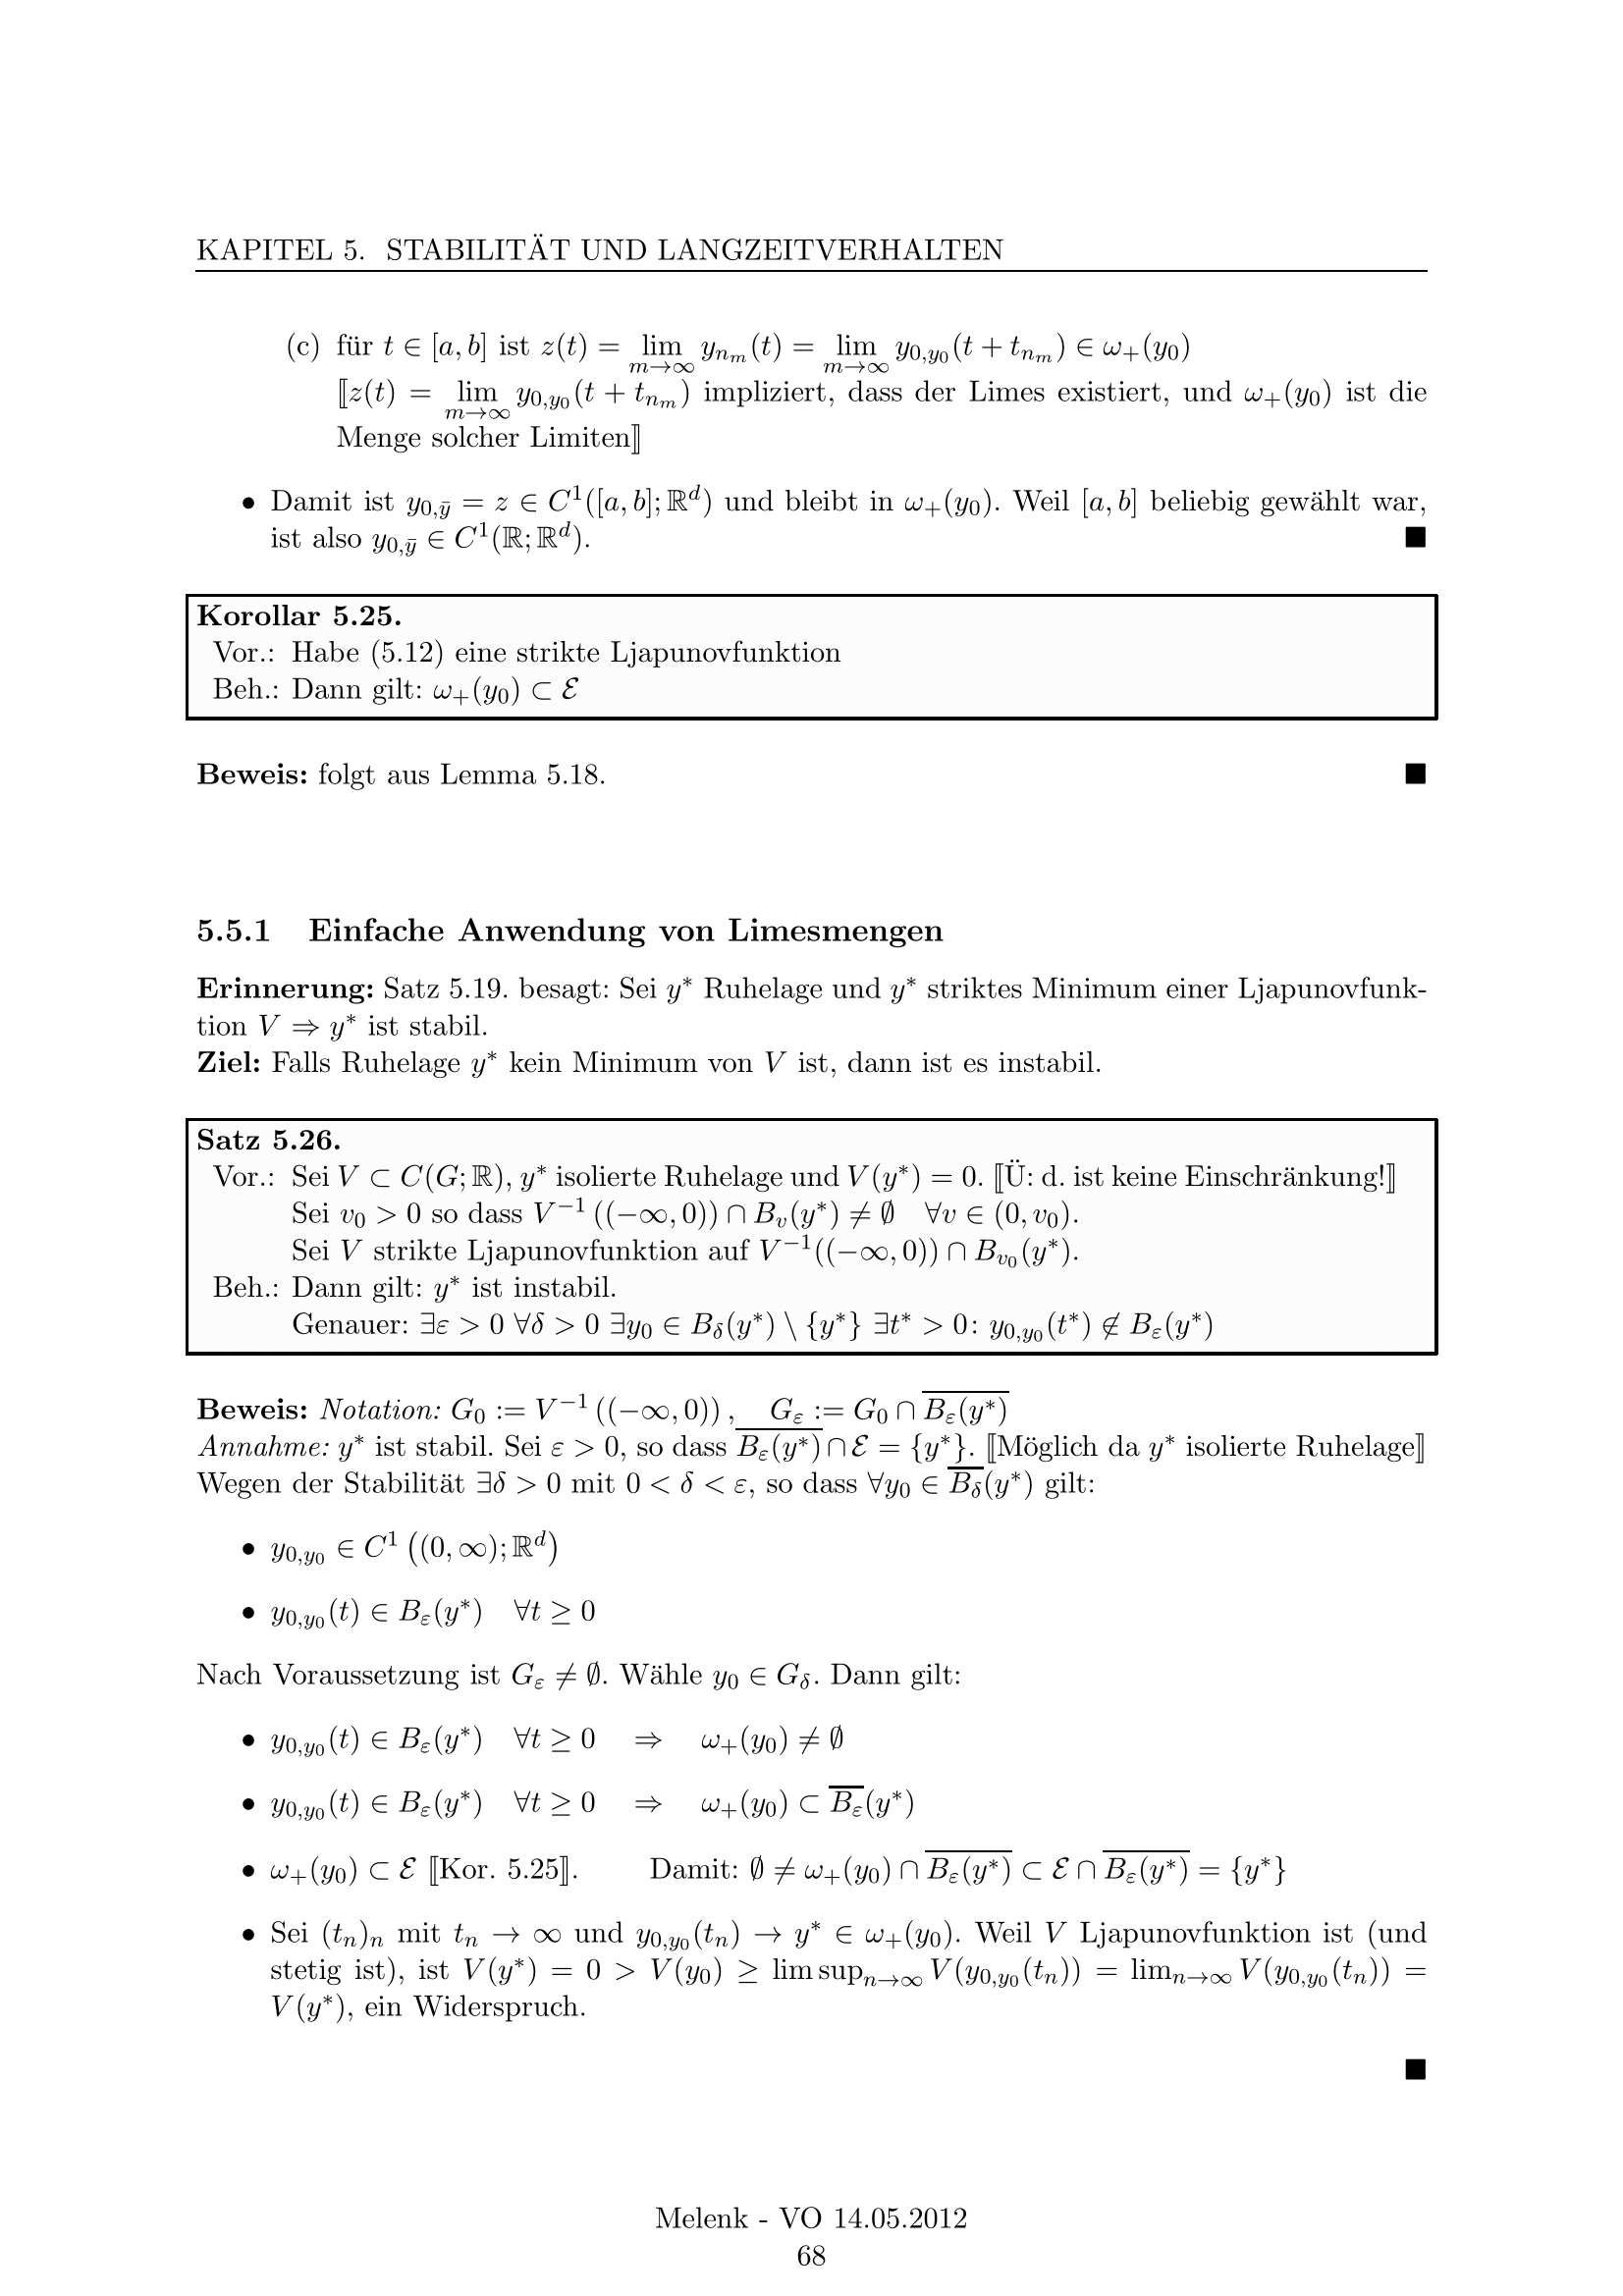 KAPITEL 5. STABILITÄT UND LANGZEITVERHALTEN
(c) für $t \in [a, b]$ ist $z(t) = \lim_{m\to\infty} y_{n_m}(t) = \lim_{m\to\infty} y_{0,y_0}(t + t_{n_m}) \in \omega_+(y_0)$
⟦$z(t) = \lim_{m\to\infty} y_{0,y_0}(t + t_{n_m})$ impliziert, dass der Limes existiert, und $\omega_+(y_0)$ ist die
Menge solcher Limiten⟧
• Damit ist $y_{0,\bar{y}} = z \in C^1([a, b]; \mathbb{R}^d)$ und bleibt in $\omega_+(y_0)$. Weil $[a, b]$ beliebig gewählt war,
ist also $y_{0,\bar{y}} \in C^1(\mathbb{R}; \mathbb{R}^d)$. ■
Korollar 5.25.
Vor.: Habe (5.12) eine strikte Ljapunovfunktion
Beh.: Dann gilt: $\omega_+(y_0) \subset \mathcal{E}$
Beweis: folgt aus Lemma 5.18. ■
5.5.1 Einfache Anwendung von Limesmengen
Erinnerung: Satz 5.19. besagt: Sei $y^*$ Ruhelage und $y^*$ striktes Minimum einer Ljapunovfunk-
tion $V \Rightarrow y^*$ ist stabil.
Ziel: Falls Ruhelage $y^*$ kein Minimum von $V$ ist, dann ist es instabil.
Satz 5.26.
Vor.: Sei $V \subset C(G; \mathbb{R})$, $y^*$ isolierte Ruhelage und $V(y^*) = 0$. ⟦Ü: d. ist keine Einschränkung!⟧
Sei $v_0 > 0$ so dass $V^{-1}((-\infty, 0)) \cap B_v(y^*) \neq \emptyset \quad \forall v \in (0, v_0)$.
Sei $V$ strikte Ljapunovfunktion auf $V^{-1}((-\infty, 0)) \cap B_{v_0}(y^*)$.
Beh.: Dann gilt: $y^*$ ist instabil.
Genauer: $\exists \varepsilon > 0 \ \forall \delta > 0 \ \exists y_0 \in B_\delta(y^*) \setminus \{y^*\} \ \exists t^* > 0 \colon y_{0,y_0}(t^*) \notin B_\varepsilon(y^*)$
Beweis: Notation: $G_0 := V^{-1}((-\infty, 0)), \quad G_\varepsilon := G_0 \cap \overline{B_\varepsilon(y^*)}$
Annahme: $y^*$ ist stabil. Sei $\varepsilon > 0$, so dass $\overline{B_\varepsilon(y^*)} \cap \mathcal{E} = \{y^*\}$. ⟦Möglich da $y^*$ isolierte Ruhelage⟧
Wegen der Stabilität $\exists \delta > 0$ mit $0 < \delta < \varepsilon$, so dass $\forall y_0 \in \overline{B_\delta}(y^*)$ gilt:
• $y_{0,y_0} \in C^1\left((0, \infty); \mathbb{R}^d\right)$
• $y_{0,y_0}(t) \in B_\varepsilon(y^*) \quad \forall t \geq 0$
Nach Voraussetzung ist $G_\varepsilon \neq \emptyset$. Wähle $y_0 \in G_\delta$. Dann gilt:
• $y_{0,y_0}(t) \in B_\varepsilon(y^*) \quad \forall t \geq 0 \quad \Rightarrow \quad \omega_+(y_0) \neq \emptyset$
• $y_{0,y_0}(t) \in B_\varepsilon(y^*) \quad \forall t \geq 0 \quad \Rightarrow \quad \omega_+(y_0) \subset \overline{B_\varepsilon}(y^*)$
• $\omega_+(y_0) \subset \mathcal{E}$ ⟦Kor. 5.25⟧. Damit: $\emptyset \neq \omega_+(y_0) \cap \overline{B_\varepsilon(y^*)} \subset \mathcal{E} \cap \overline{B_\varepsilon(y^*)} = \{y^*\}$
• Sei $(t_n)_n$ mit $t_n \to \infty$ und $y_{0,y_0}(t_n) \to y^* \in \omega_+(y_0)$. Weil $V$ Ljapunovfunktion ist (und
stetig ist), ist $V(y^*) = 0 > V(y_0) \geq \limsup_{n\to\infty} V(y_{0,y_0}(t_n)) = \lim_{n\to\infty} V(y_{0,y_0}(t_n)) =$
$V(y^*)$, ein Widerspruch.
■
Melenk - VO 14.05.2012
68